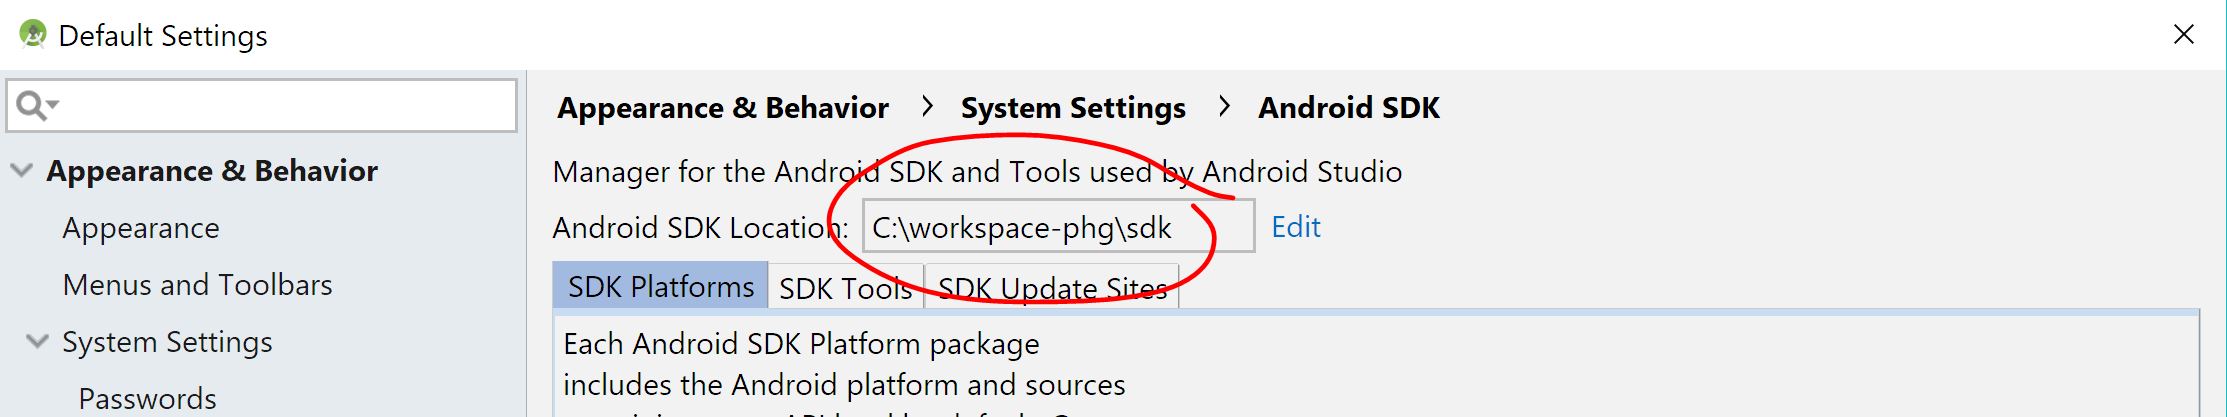 Default Settings
Appearance & Behavior
Appearance
Menus and Toolbars
System Settings
Passwords
Appearance & Behavior > System Settings > Android SDK
Manager for the Android SDK and Tools used by Android Studio
Android SDK Location: C:\workspace-phg\sdk Edit
SDK Platforms SDK Tools SDK Update Sites
Each Android SDK Platform package
includes the Android platform and sources